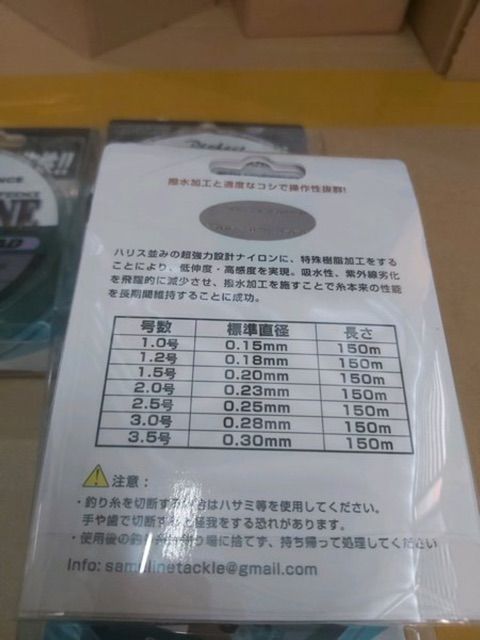 撥水加工と適度なコシで操作性抜群!
ハリス並みの超強力設計ナイロンに、特殊樹脂加工をする
ことにより、低伸度・高感度を実現。吸水性、紫外線劣化
を飛躍的に減少させ、撥水加工を施すことで糸本来の性能
を長期間維持することに成功。
号数 標準直径 長さ
1.0号 0.15mm 150m
1.2号 0.18mm 150m
1.5号 0.20mm 150m
2.0号 0.23mm 150m
2.5号 0.25mm 150m
3.0号 0.28mm 150m
3.5号 0.30mm 150m
注意:
・釣り糸を切断する はハサミ等を使用してください。
手や歯で切断す 怪我をする恐れがあります。
・使用後の釣り糸 釣り場に捨てず、持ち帰って処理してください
Info: linetackle@gmail.com